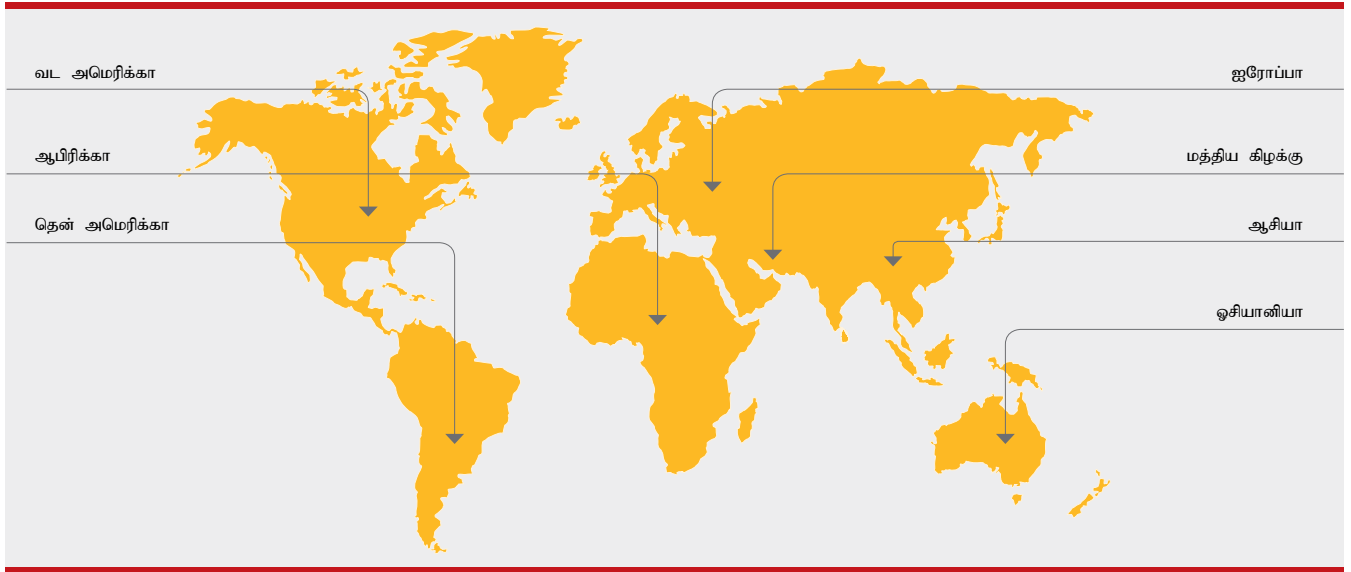 வட அமெரிக்கா
ஆபிரிக்கா
தென் அமெரிக்கா
ஐரோப்பா
மத்திய கிழக்கு
ஆசியா
ஓசியானியா